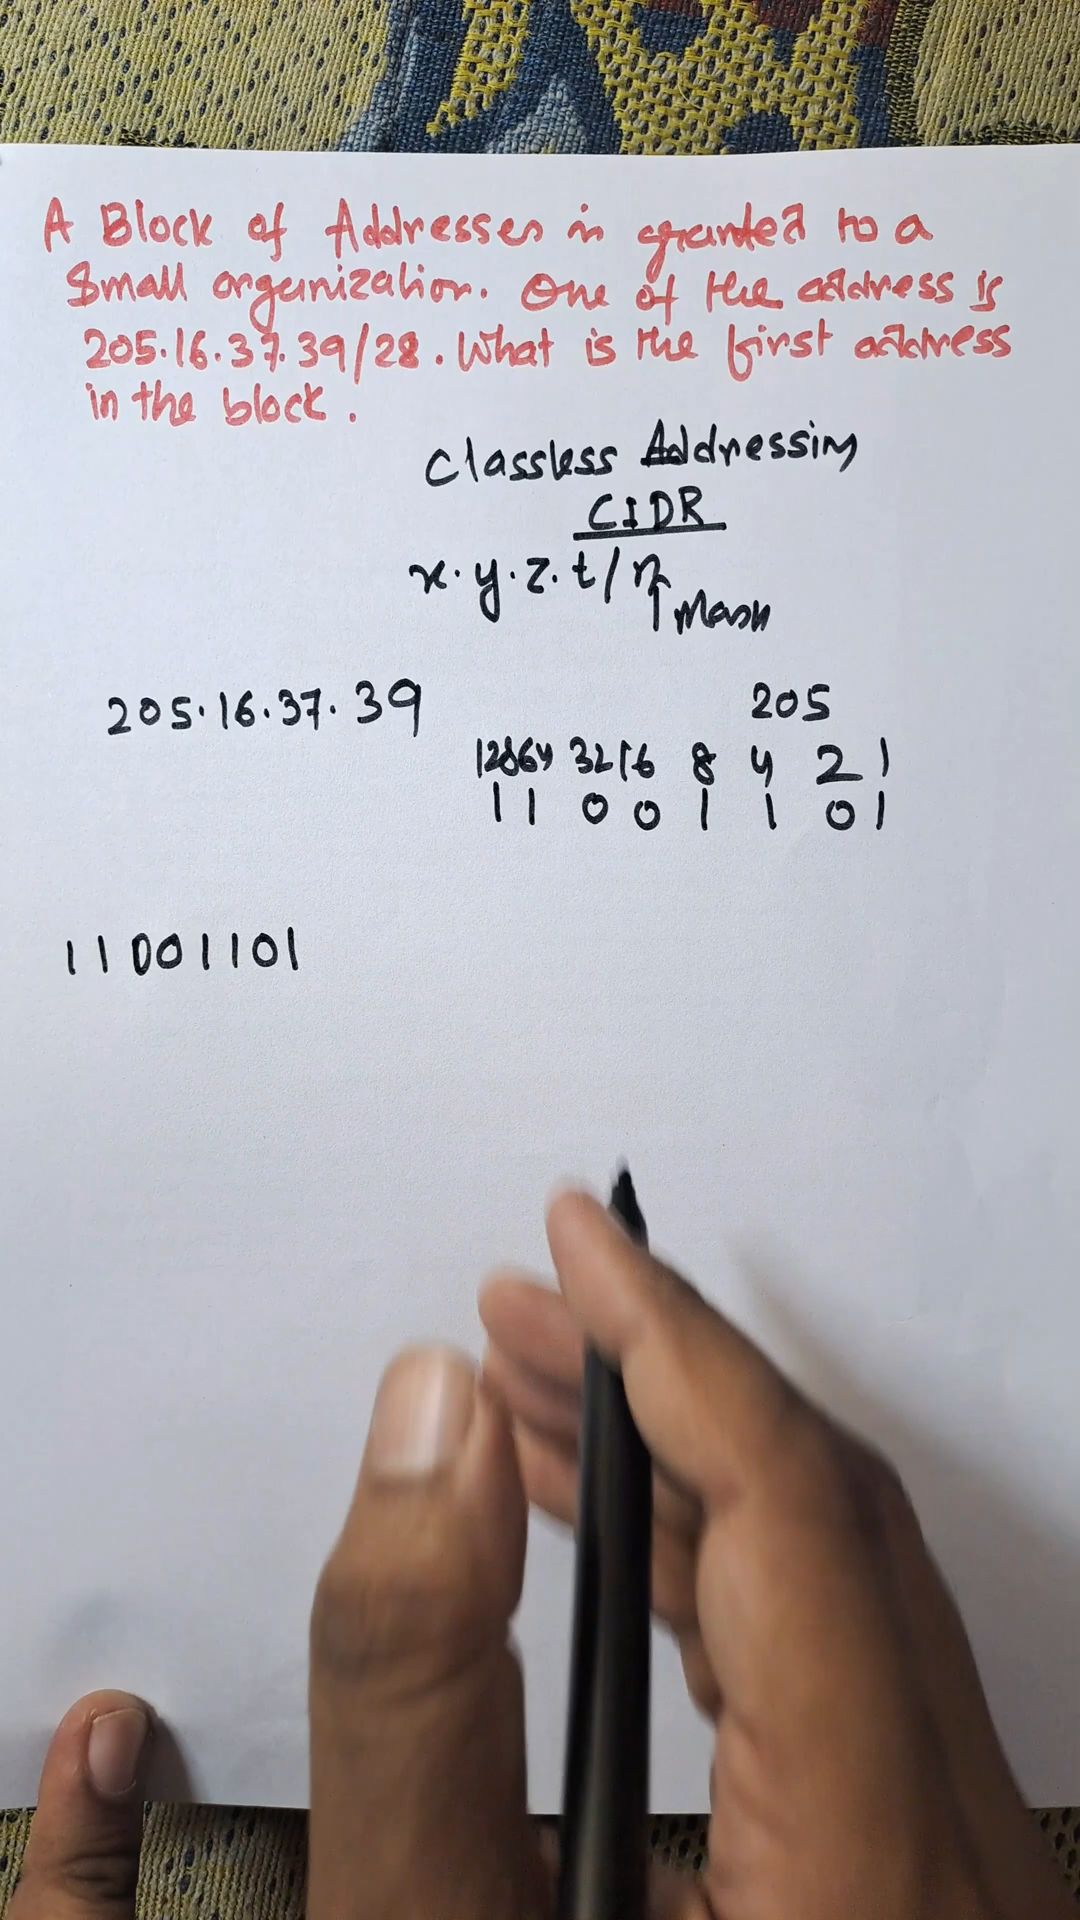 A Block of Addresses is granted to a
Small organization. One of the address is
205.16.37.39/28. What is the first address
in the block.
Classless Addressing
CIDR
x.y.z.t/n
Mask
205.16.37.39
205
128 64 32 16 8 4 2 1
1 1 0 0 1 1 0 1
11001101